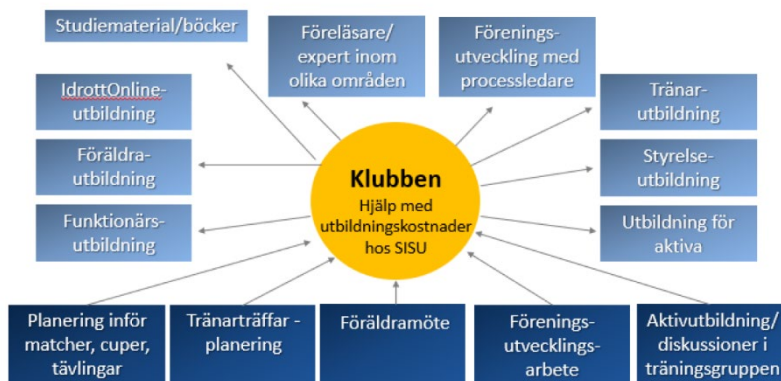 Studiematerial/böcker
Föreläsare/
expert inom
olika områden
Förenings-
utveckling med
processledare
IdrottOnline-
utbildning
Tränar-
utbildning
Föräldra-
utbildning
Klubben
Hjälp med
utbildningskostnader
hos SISU
Styrelse-
utbildning
Funktionärs-
utbildning
Utbildning för
aktiva
Planering inför
matcher, cuper,
tävlingar
Tränarträffar -
planering
Föräldramöte
Förenings-
utvecklings-
arbete
Aktivutbildning/
diskussioner i
träningsgruppen